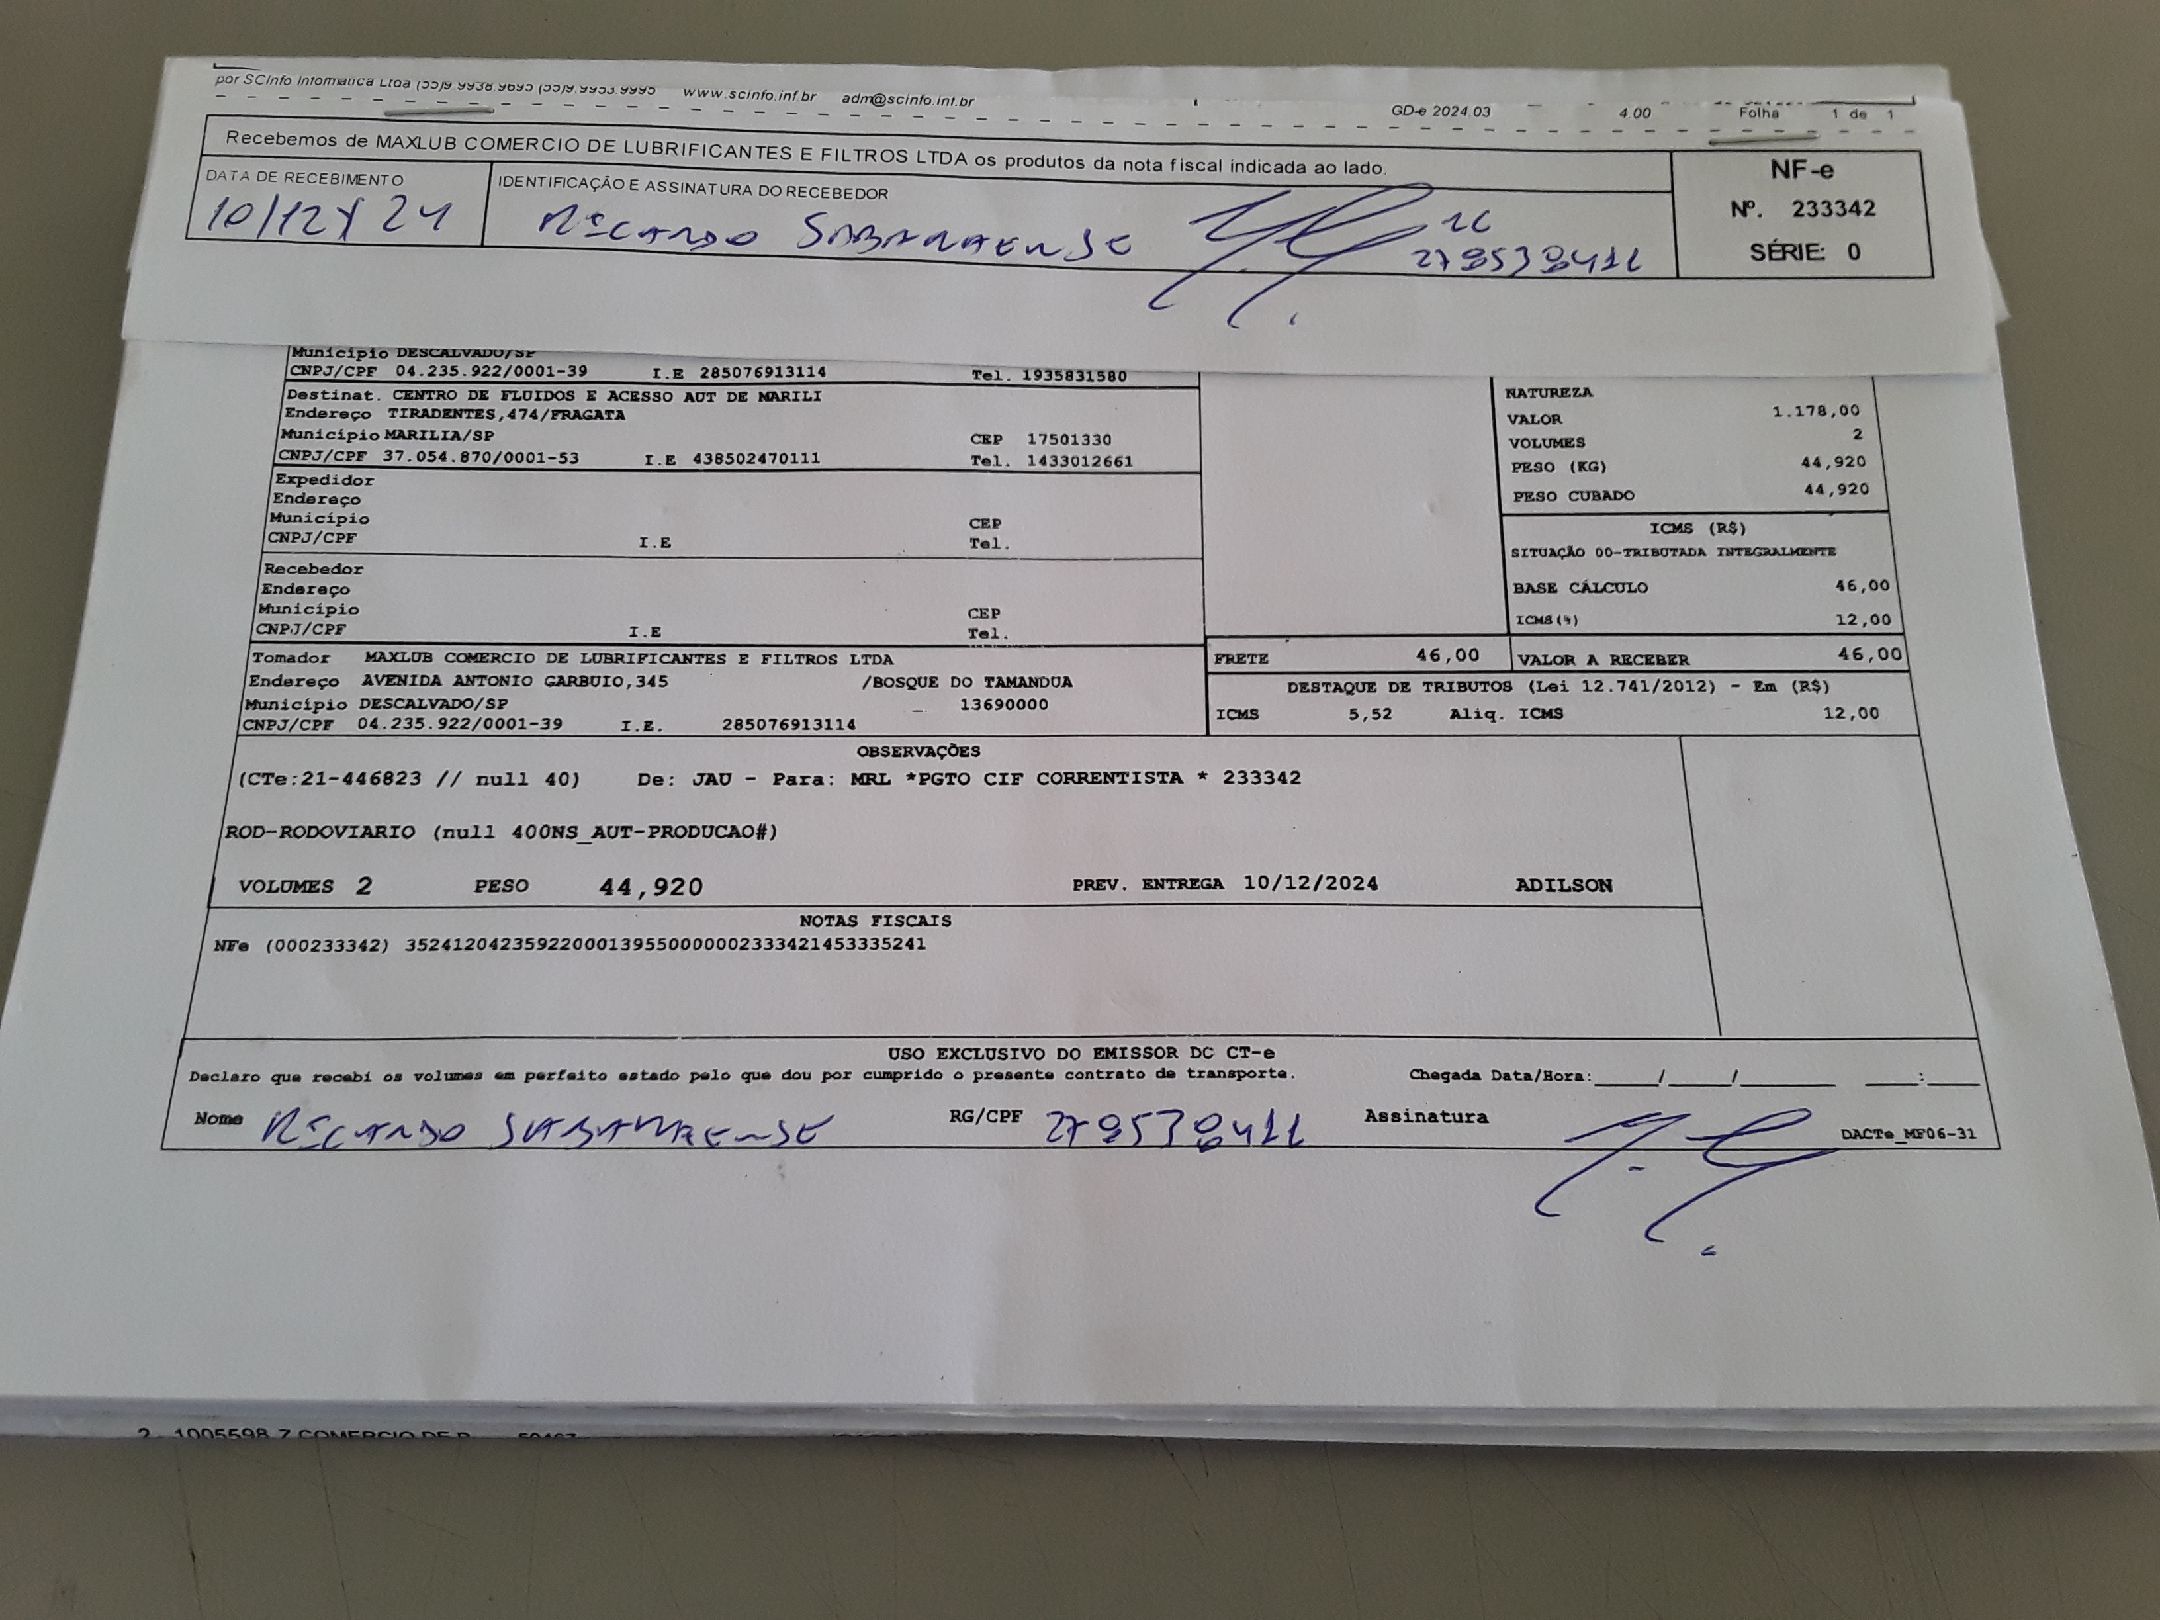 por SCInfo Informatica Ltda (55)9.9938.9695 (55)9.9953.9995 www.scinfo.inf.br adm@scinfo.inf.br GD-e 2024.03 4.00 Folha 1 de 1
Recebemos de MAXLUB COMERCIO DE LUBRIFICANTES E FILTROS LTDA os produtos da nota fiscal indicada ao lado.
NF-e
Nº. 233342
SÉRIE: 0
DATA DE RECEBIMENTO
10/12/24
IDENTIFICAÇÃO E ASSINATURA DO RECEBEDOR
RICARDO SABARAENSE
Município DESCALVADO/SP
CNPJ/CPF 04.235.922/0001-39 I.E 285076913114 Tel. 1935831580
Destinat. CENTRO DE FLUIDOS E ACESSO AUT DE MARILI
Endereço TIRADENTES,474/FRAGATA
Município MARILIA/SP CEP 17501330
CNPJ/CPF 37.054.870/0001-53 I.E 438502470111 Tel. 1433012661
Expedidor
Endereço
Município CEP
CNPJ/CPF I.E Tel.
Recebedor
Endereço
Município CEP
CNPJ/CPF I.E Tel.
NATUREZA
VALOR 1.178,00
VOLUMES 2
PESO (KG) 44,920
PESO CUBADO 44,920
ICMS (R$)
SITUAÇÃO 00-TRIBUTADA INTEGRALMENTE
BASE CÁLCULO 46,00
ICMS(%) 12,00
Tomador MAXLUB COMERCIO DE LUBRIFICANTES E FILTROS LTDA
Endereço AVENIDA ANTONIO GARBUIO,345 /BOSQUE DO TAMANDUA
Município DESCALVADO/SP 13690000
CNPJ/CPF 04.235.922/0001-39 I.E. 285076913114
FRETE 46,00 VALOR A RECEBER 46,00
DESTAQUE DE TRIBUTOS (Lei 12.741/2012) - Em (R$)
ICMS 5,52 Aliq. ICMS 12,00
OBSERVAÇÕES
(CTe:21-446823 // null 40) De: JAU - Para: MRL *PGTO CIF CORRENTISTA * 233342
ROD-RODOVIARIO (null 400NS_AUT-PRODUCAO#)
VOLUMES 2 PESO 44,920 PREV. ENTREGA 10/12/2024 ADILSON
NOTAS FISCAIS
NFe (000233342) 35241204235922000139550000002333421453335241
USO EXCLUSIVO DO EMISSOR DO CT-e
Declaro que recebi os volumes em perfeito estado pelo que dou por cumprido o presente contrato de transporte. Chegada Data/Hora:____/____/______ ___:___
Nome RICARDO SABARAENSE RG/CPF Assinatura
DACTe_MF06-31